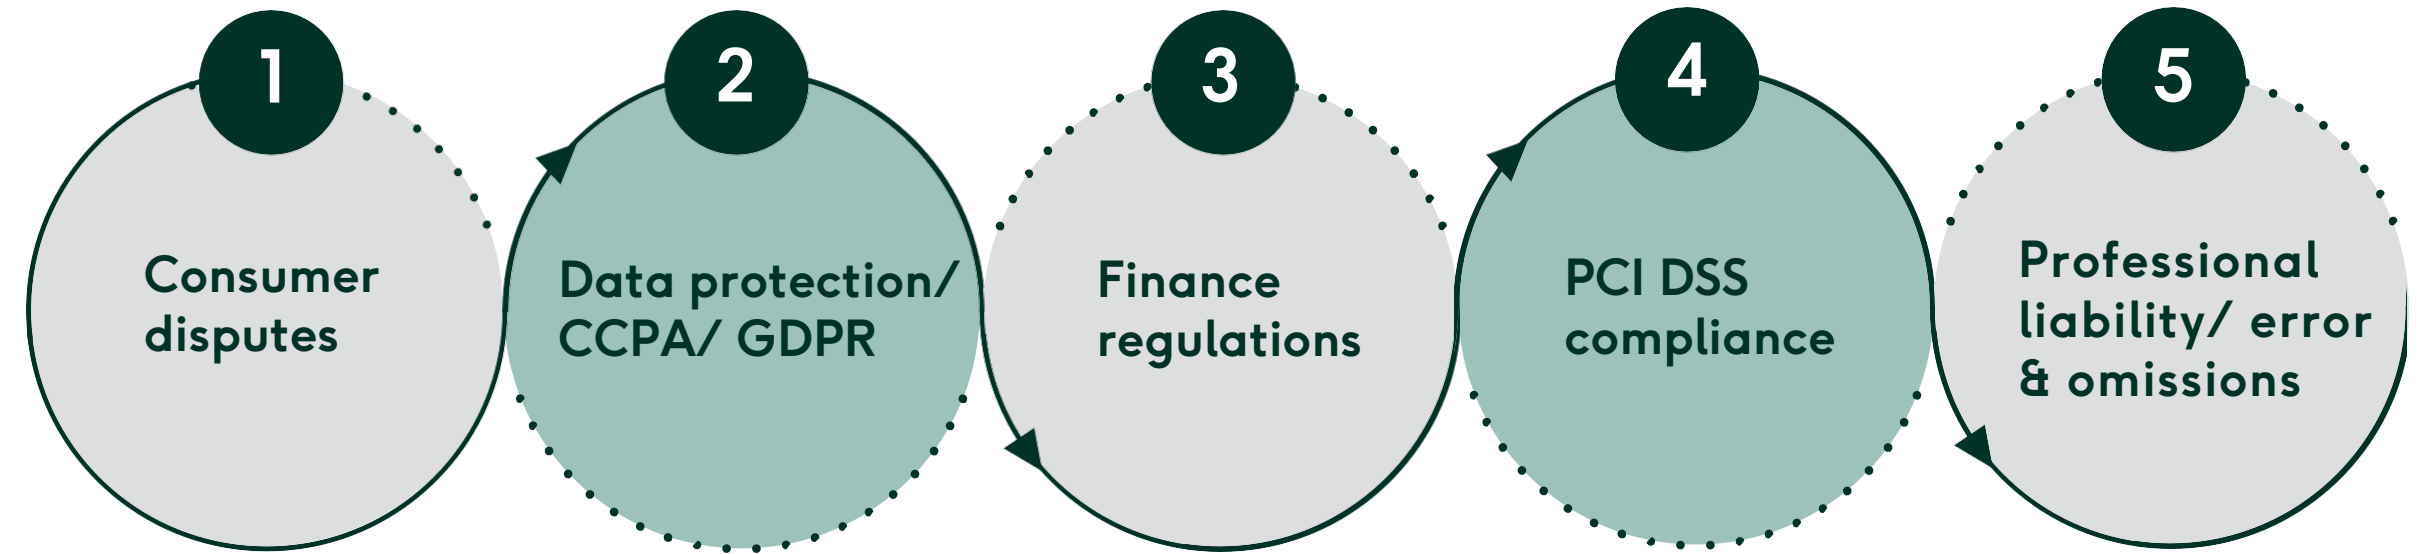 1
Consumer
disputes
2
Data protection/
CCPA/ GDPR
3
Finance
regulations
4
PCI DSS
compliance
5
Professional
liability/ error
& omissions